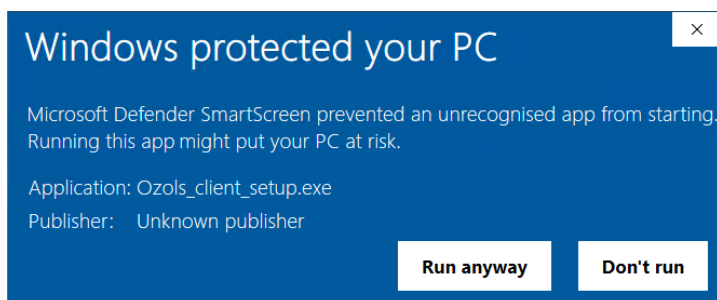 Windows protected your PC
Microsoft Defender SmartScreen prevented an unrecognised app from starting.
Running this app might put your PC at risk.
Application: Ozols_client_setup.exe
Publisher: Unknown publisher
Run anyway Don't run